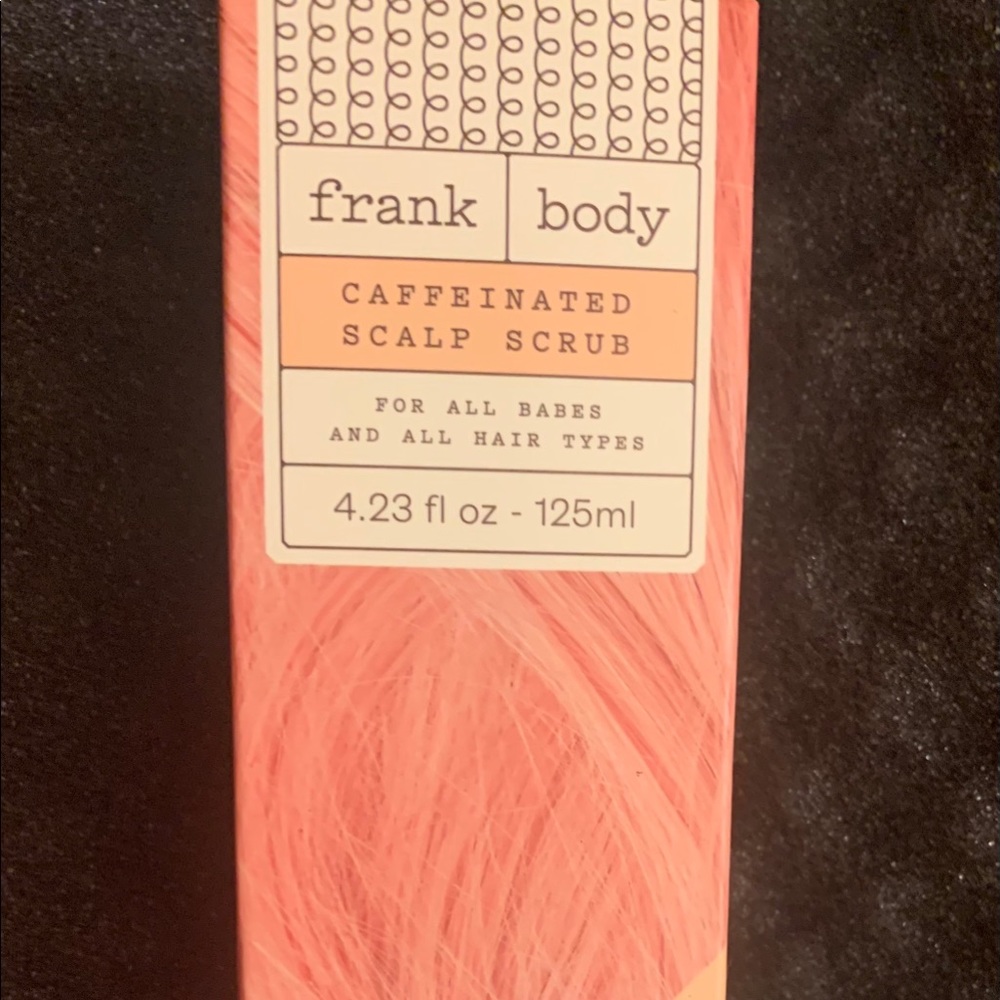 frank body
CAFFEINATED
SCALP SCRUB
FOR ALL BABES
AND ALL HAIR TYPES
4.23 fl oz - 125ml